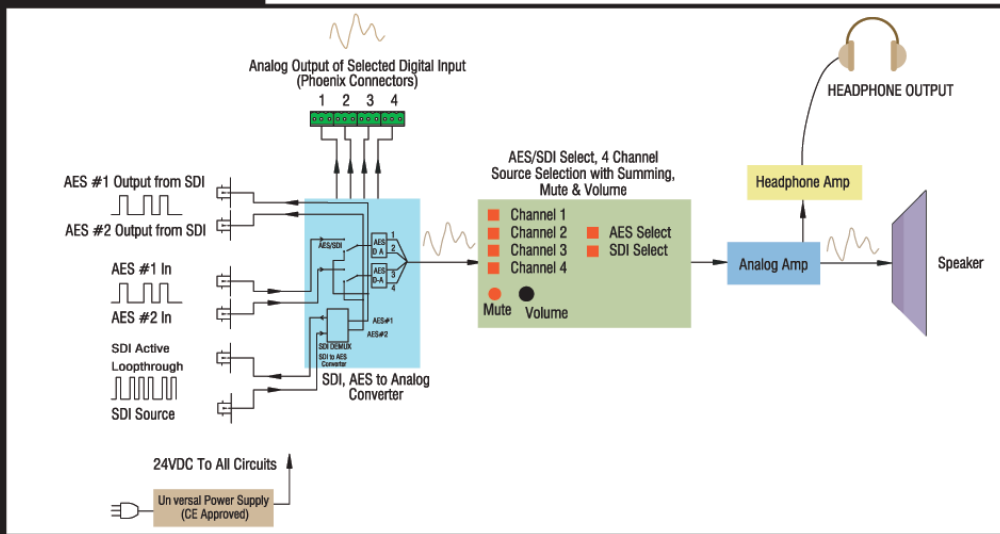 Analog Output of Selected Digital Input
(Phoenix Connectors)
1 2 3 4
HEADPHONE OUTPUT
AES/SDI Select, 4 Channel
Source Selection with Summing,
Mute & Volume
Headphone Amp
AES #1 Output from SDI
AES #2 Output from SDI
Channel 1
Channel 2
Channel 3
Channel 4
AES Select
SDI Select
Mute
Volume
Analog Amp
Speaker
AES/SDI
AES
D A
1
2
AES
D-A
3
4
AES #1 In
AES #2 In
AES#1
AES#2
SDI DEMUX
SDI to AES
Converter
SDI Active
Loopthrough
SDI Source
SDI, AES to Analog
Converter
24VDC To All Circuits
Un versal Power Supply
(CE Approved)